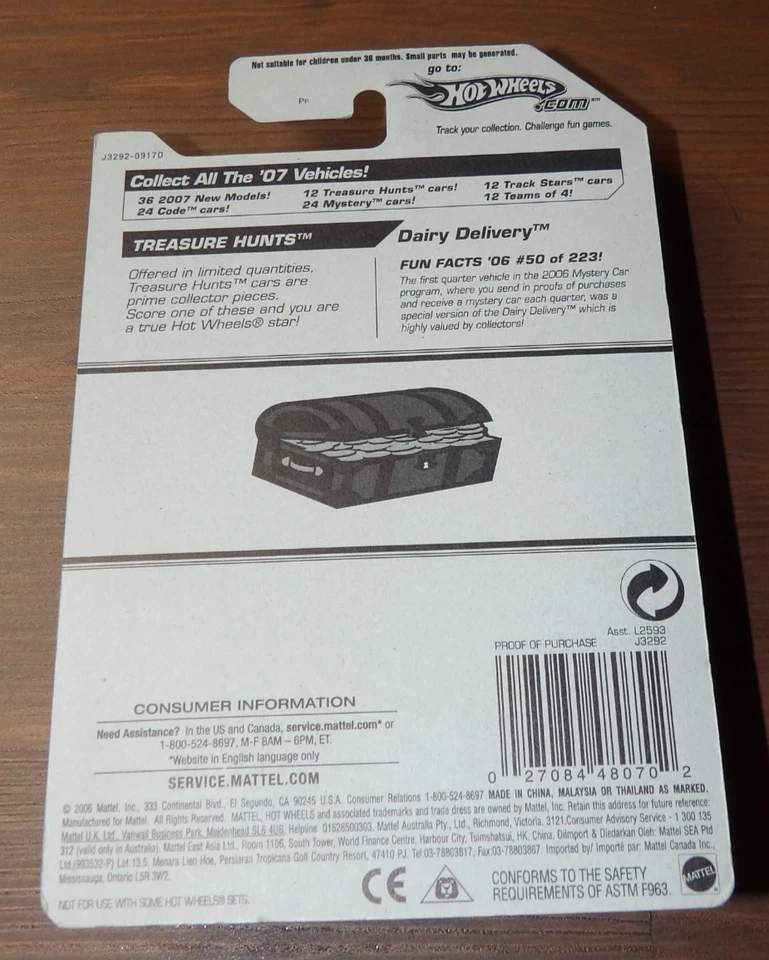 Not suitable for children under 36 months. Small parts may be generated.
go to:
HOT WHEELS
.COM™
Track your collection. Challenge fun games.
PP
J3292-0917D
Collect All The '07 Vehicles!
36 2007 New Models! 12 Treasure Hunts™ cars! 12 Track Stars™ cars
24 Code™ cars! 24 Mystery™ cars! 12 Teams of 4!
TREASURE HUNTS™
Offered in limited quantities,
Treasure Hunts™ cars are
prime collector pieces.
Score one of these and you are
a true Hot Wheels® star!
Dairy Delivery™
FUN FACTS '06 #50 of 223!
The first quarter vehicle in the 2006 Mystery Car
program, where you send in proofs of purchases
and receive a mystery car each quarter, was a
special version of the Dairy Delivery™ which is
highly valued by collectors!
Asst. L2593
PROOF OF PURCHASE J3292
0 27084 48070 2
CONSUMER INFORMATION
Need Assistance? In the US and Canada, service.mattel.com* or
1-800-524-8697, M-F 8AM – 6PM, ET.
*Website in English language only
SERVICE.MATTEL.COM
© 2006 Mattel, Inc., 333 Continental Blvd., El Segundo, CA 90245 U.S.A. Consumer Relations 1-800-524-8697 MADE IN CHINA, MALAYSIA OR THAILAND AS MARKED.
Manufactured for Mattel. All Rights Reserved. MATTEL, HOT WHEELS and associated trademarks and trade dress are owned by Mattel, Inc. Retain this address for future reference:
Mattel U.K. Ltd., Vanwall Business Park, Maidenhead SL6 4UB. Helpline 01628500303. Mattel Australia Pty., Ltd., Richmond, Victoria. 3121.Consumer Advisory Service - 1 300 135
312 (valid only in Australia). Mattel East Asia Ltd., Room 1106, South Tower, World Finance Centre, Harbour City, Tsimshatsui, HK, China. Diimport & Diedarkan Oleh: Mattel SEA Ptd
Ltd.(993532-P) Lot 13.5, Menara Lien Hoe, Persiaran Tropicana Golf Country Resort, 47410 PJ. Tel:03-78803817, Fax:03-78803867. Imported by/ Importé par: Mattel Canada Inc.,
Mississauga, Ontario L5R 3W2.
NOT FOR USE WITH SOME HOT WHEELS® SETS.
CE
CONFORMS TO THE SAFETY
REQUIREMENTS OF ASTM F963.
MATTEL